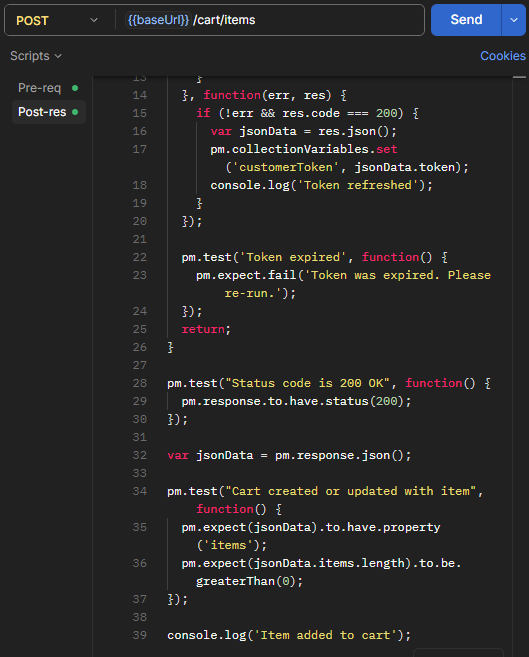 POST {{baseUrl}} /cart/items Send
Scripts Cookies
Pre-req
Post-res
13 }
14 }, function(err, res) {
15 if (!err && res.code === 200) {
16 var jsonData = res.json();
17 pm.collectionVariables.set
('customerToken', jsonData.token);
18 console.log('Token refreshed');
19 }
20 });
21
22 pm.test('Token expired', function() {
23 pm.expect.fail('Token was expired. Please
re-run.');
24 });
25 return;
26 }
27
28 pm.test("Status code is 200 OK", function() {
29 pm.response.to.have.status(200);
30 });
31
32 var jsonData = pm.response.json();
33
34 pm.test("Cart created or updated with item",
function() {
35 pm.expect(jsonData).to.have.property
('items');
36 pm.expect(jsonData.items.length).to.be.
greaterThan(0);
37 });
38
39 console.log('Item added to cart');